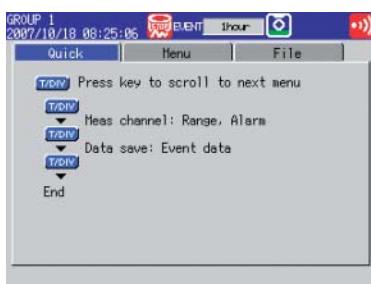 GROUP 1
2007/10/18 08:25:06 EVENT 1hour
Quick Menu File
T/DIV Press key to scroll to next menu
T/DIV
Meas channel: Range, Alarm
T/DIV
Data save: Event data
T/DIV
End